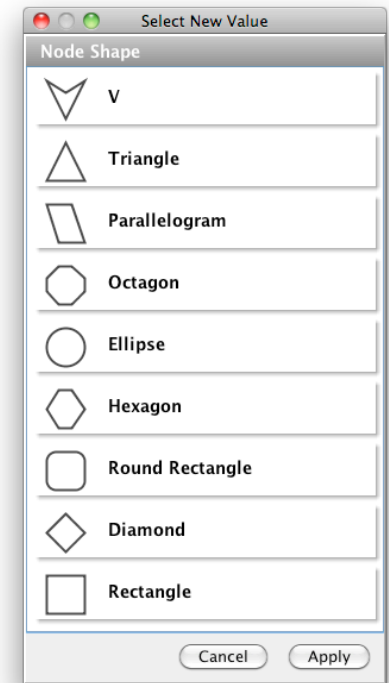 Select New Value
Node Shape
V
Triangle
Parallelogram
Octagon
Ellipse
Hexagon
Round Rectangle
Diamond
Rectangle
Cancel Apply